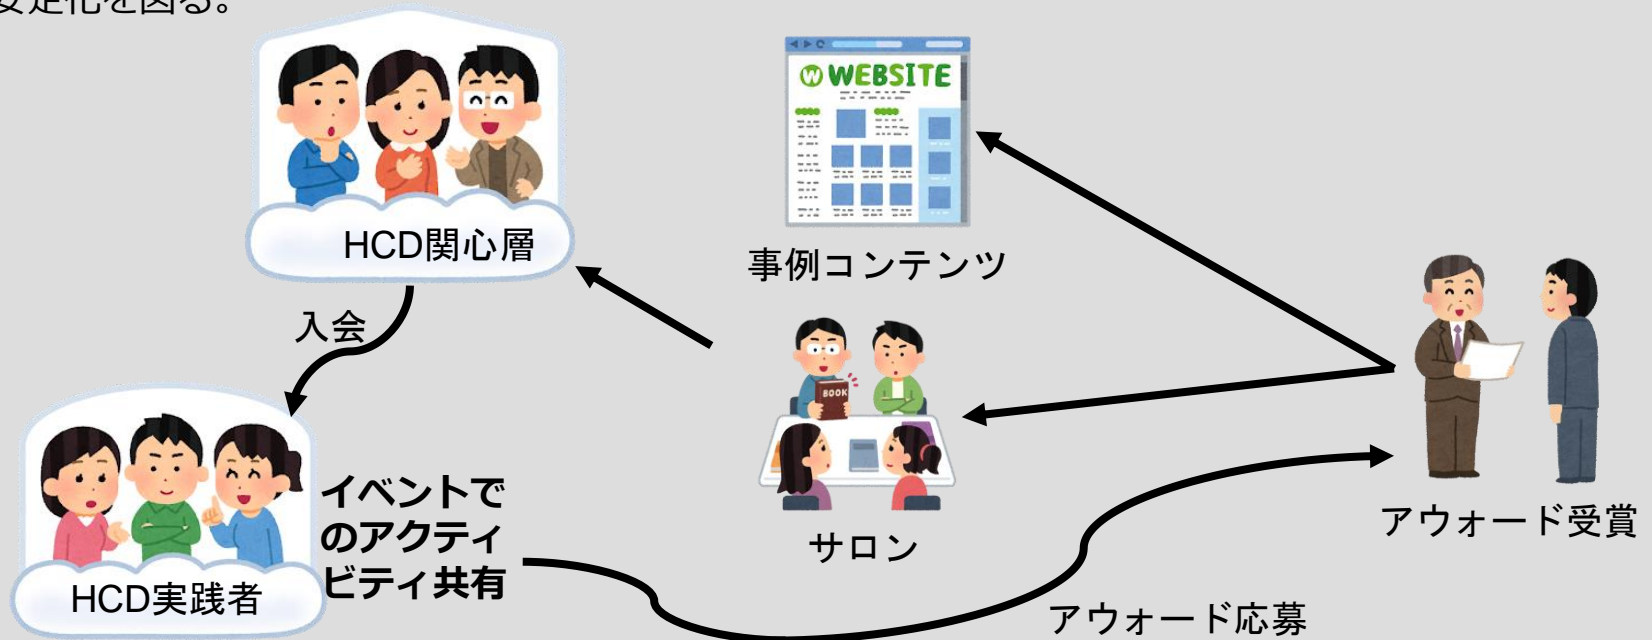 安定化を図る。
WEBSITE
HCD関心層
事例コンテンツ
入会
BOOK
イベントで
のアクティ
ビティ共有
サロン
アウォード受賞
HCD実践者
アウォード応募